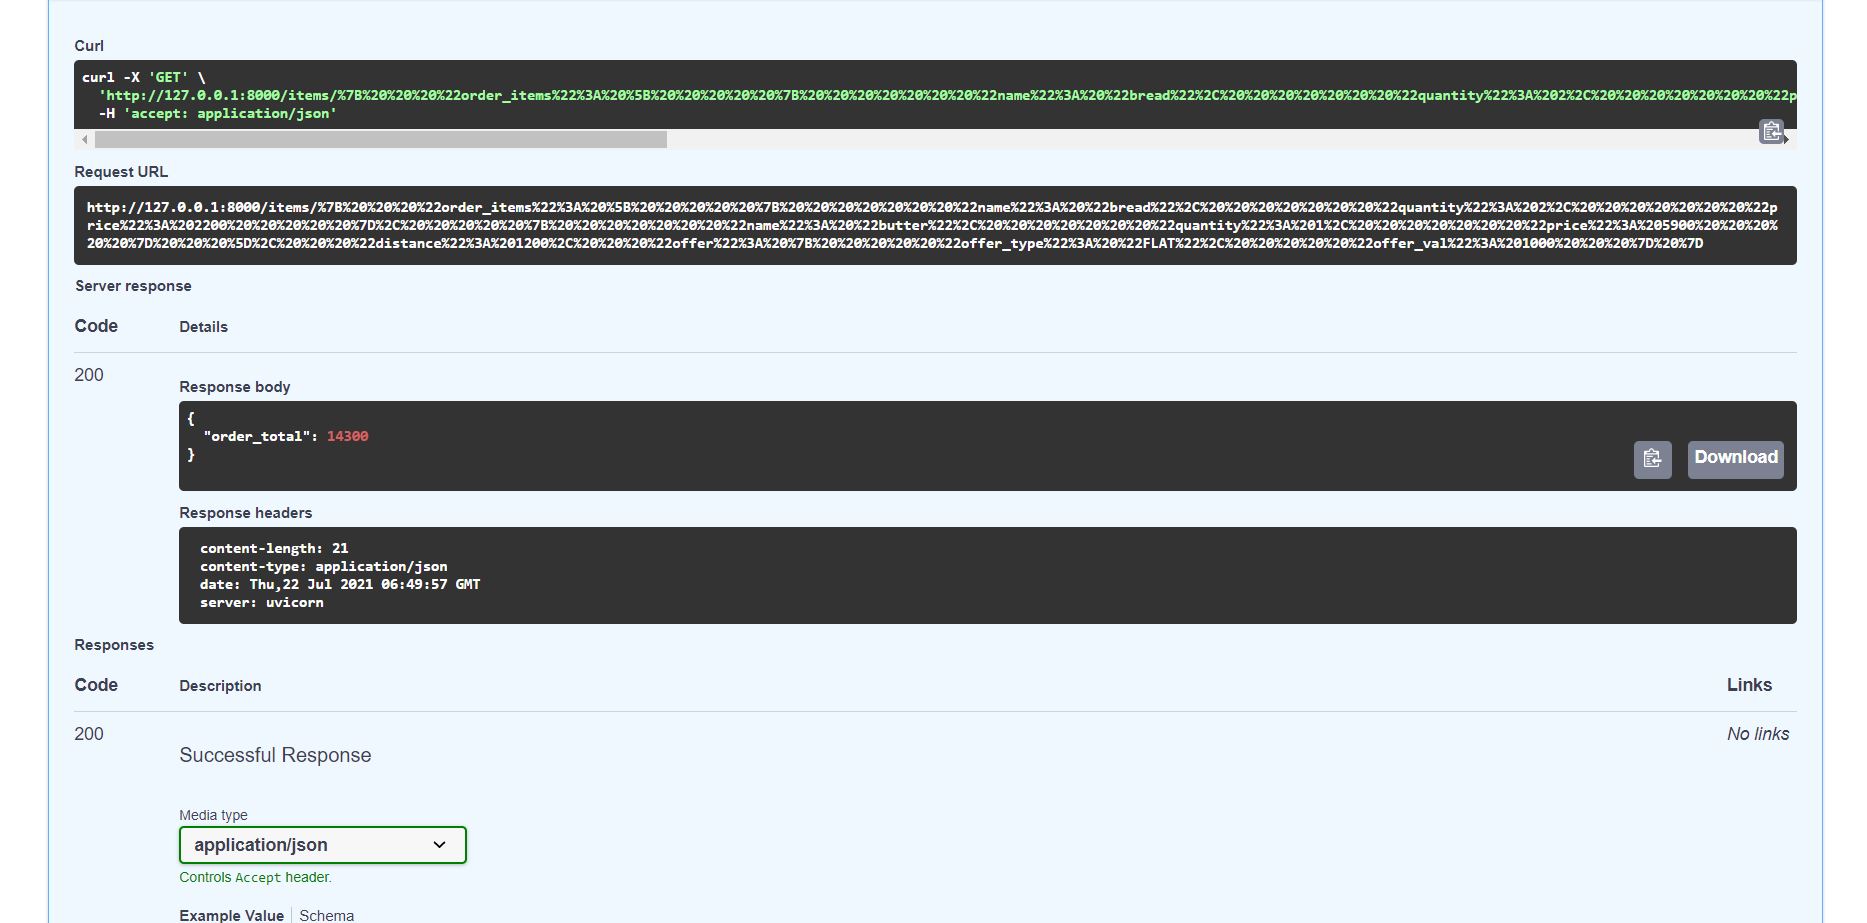 Curl
curl -X 'GET' \
'http://127.0.0.1:8000/items/%7B%20%20%20%22order_items%22%3A%20%5B%20%20%20%20%20%7B%20%20%20%20%20%20%20%22name%22%3A%20%22bread%22%2C%20%20%20%20%20%20%20%22quantity%22%3A%202%2C%20%20%20%20%20%20%20%22p
-H 'accept: application/json'
Request URL
http://127.0.0.1:8000/items/%7B%20%20%20%22order_items%22%3A%20%5B%20%20%20%20%20%7B%20%20%20%20%20%20%20%22name%22%3A%20%22bread%22%2C%20%20%20%20%20%20%20%22quantity%22%3A%202%2C%20%20%20%20%20%20%20%22p
rice%22%3A%202200%20%20%20%20%20%7D%2C%20%20%20%20%20%7B%20%20%20%20%20%20%20%22name%22%3A%20%22butter%22%2C%20%20%20%20%20%20%20%22quantity%22%3A%201%2C%20%20%20%20%20%20%20%22price%22%3A%205900%20%20%20%
20%20%7D%20%20%20%5D%2C%20%20%20%22distance%22%3A%201200%2C%20%20%20%22offer%22%3A%20%7B%20%20%20%20%20%22offer_type%22%3A%20%22FLAT%22%2C%20%20%20%20%20%22offer_val%22%3A%201000%20%20%20%7D%20%7D
Server response
Code Details
200
Response body
{
"order_total": 14300
}
Download
Response headers
content-length: 21
content-type: application/json
date: Thu,22 Jul 2021 06:49:57 GMT
server: uvicorn
Responses
Code Description Links
200 No links
Successful Response
Media type
application/json
Controls Accept header.
Example Value Schema